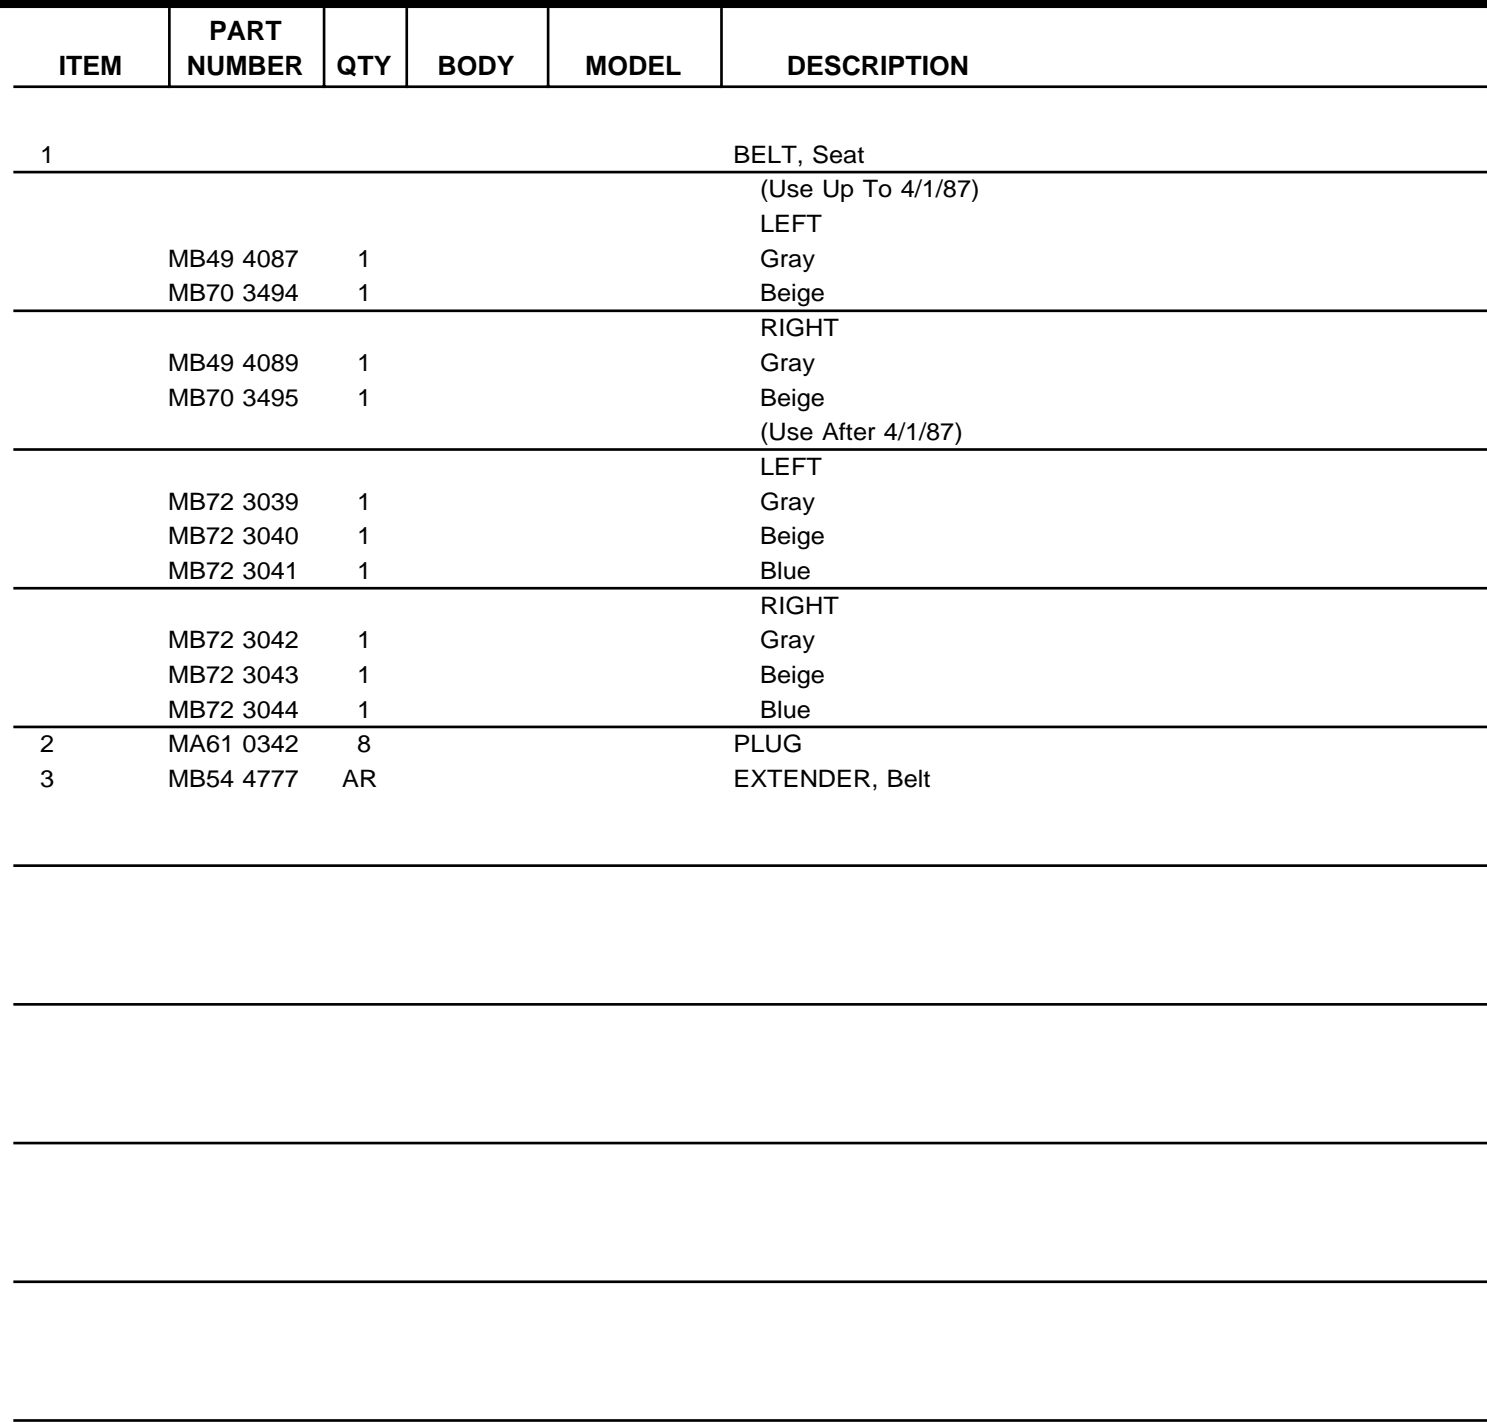 PART
ITEM NUMBER QTY BODY MODEL DESCRIPTION
1 BELT, Seat
(Use Up To 4/1/87)
LEFT
MB49 4087 1 Gray
MB70 3494 1 Beige
RIGHT
MB49 4089 1 Gray
MB70 3495 1 Beige
(Use After 4/1/87)
LEFT
MB72 3039 1 Gray
MB72 3040 1 Beige
MB72 3041 1 Blue
RIGHT
MB72 3042 1 Gray
MB72 3043 1 Beige
MB72 3044 1 Blue
2 MA61 0342 8 PLUG
3 MB54 4777 AR EXTENDER, Belt